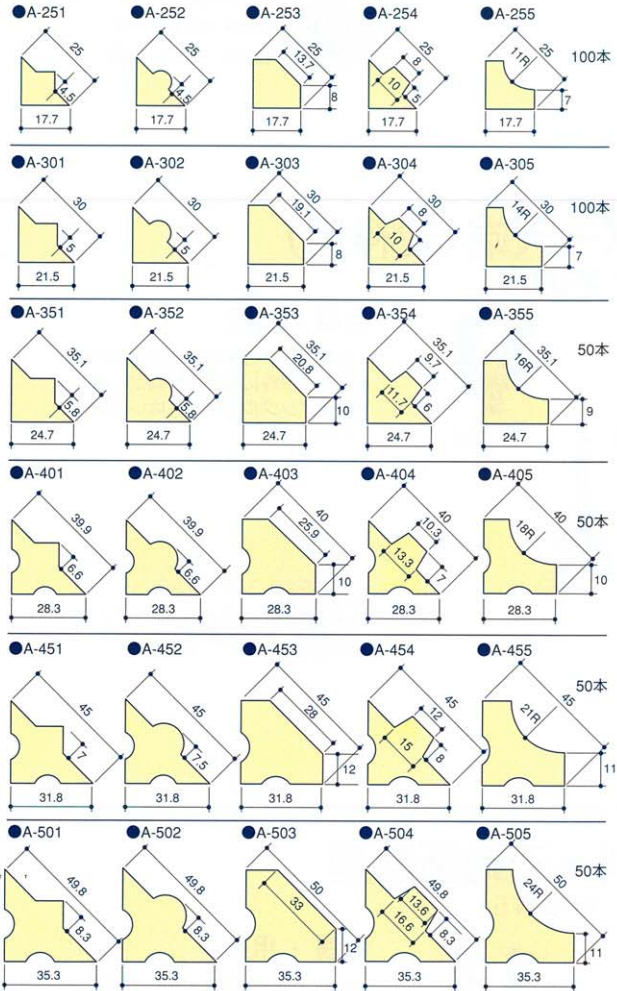 ●A-251 ●A-252 ●A-253 ●A-254 ●A-255
25 25 25 13.7 25 8 25 11R 100本
4.5 4.5 8 10 5 7
17.7 17.7 17.7 17.7 17.7
●A-301 ●A-302 ●A-303 ●A-304 ●A-305
30 30 30 19.1 30 8 30 14R 100本
5 5 8 10 7
21.5 21.5 21.5 21.5 21.5
●A-351 ●A-352 ●A-353 ●A-354 ●A-355
35.1 35.1 35.1 20.8 35.1 9.7 35.1 16R 50本
5.8 5.8 10 11.7 6 9
24.7 24.7 24.7 24.7 24.7
●A-401 ●A-402 ●A-403 ●A-404 ●A-405
39.9 39.9 40 25.9 40 10.3 40 18R 50本
6.6 6.6 10 13.3 7 10
28.3 28.3 28.3 28.3 28.3
●A-451 ●A-452 ●A-453 ●A-454 ●A-455
45 45 45 28 45 12 45 21R 50本
7 7.5 12 15 8 11
31.8 31.8 31.8 31.8 31.8
●A-501 ●A-502 ●A-503 ●A-504 ●A-505
49.8 49.8 50 33 49.8 13.6 50 24R 50本
8.3 8.3 12 16.6 8.3 11
35.3 35.3 35.3 35.3 35.3